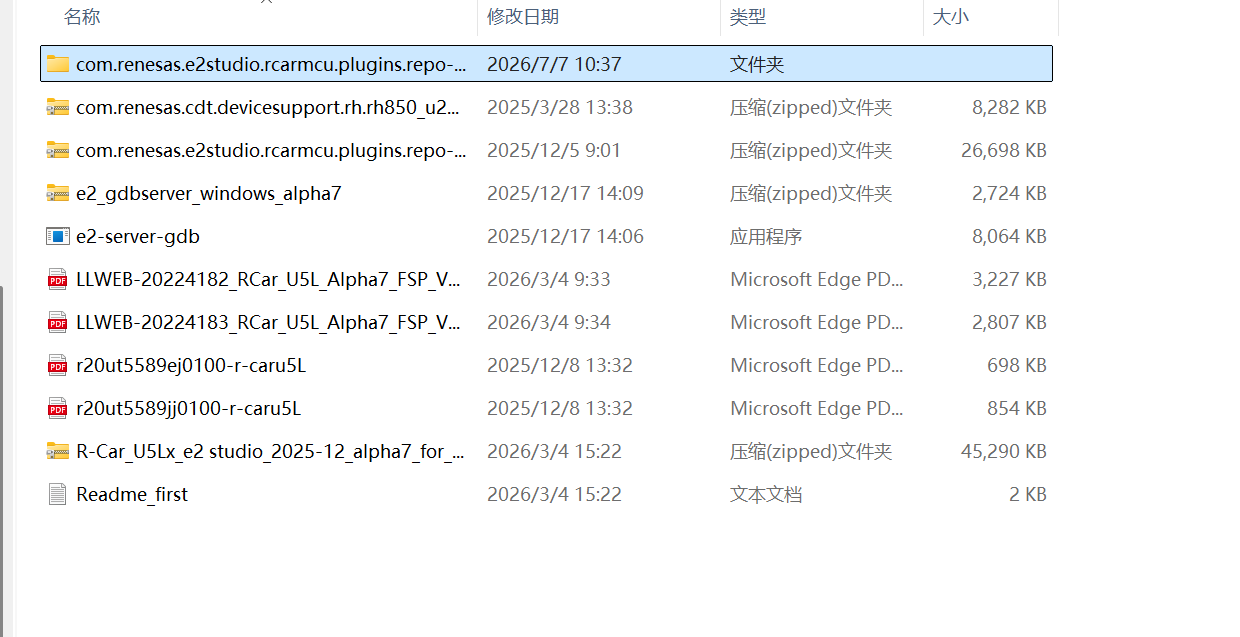 名称 修改日期 类型 大小
com.renesas.e2studio.rcarmcu.plugins.repo-... 2026/7/7 10:37 文件夹
com.renesas.cdt.devicesupport.rh.rh850_u2... 2025/3/28 13:38 压缩(zipped)文件夹 8,282 KB
com.renesas.e2studio.rcarmcu.plugins.repo-... 2025/12/5 9:01 压缩(zipped)文件夹 26,698 KB
e2_gdbserver_windows_alpha7 2025/12/17 14:09 压缩(zipped)文件夹 2,724 KB
e2-server-gdb 2025/12/17 14:06 应用程序 8,064 KB
LLWEB-20224182_RCar_U5L_Alpha7_FSP_V... 2026/3/4 9:33 Microsoft Edge PD... 3,227 KB
LLWEB-20224183_RCar_U5L_Alpha7_FSP_V... 2026/3/4 9:34 Microsoft Edge PD... 2,807 KB
r20ut5589ej0100-r-caru5L 2025/12/8 13:32 Microsoft Edge PD... 698 KB
r20ut5589jj0100-r-caru5L 2025/12/8 13:32 Microsoft Edge PD... 854 KB
R-Car_U5Lx_e2 studio_2025-12_alpha7_for_... 2026/3/4 15:22 压缩(zipped)文件夹 45,290 KB
Readme_first 2026/3/4 15:22 文本文档 2 KB